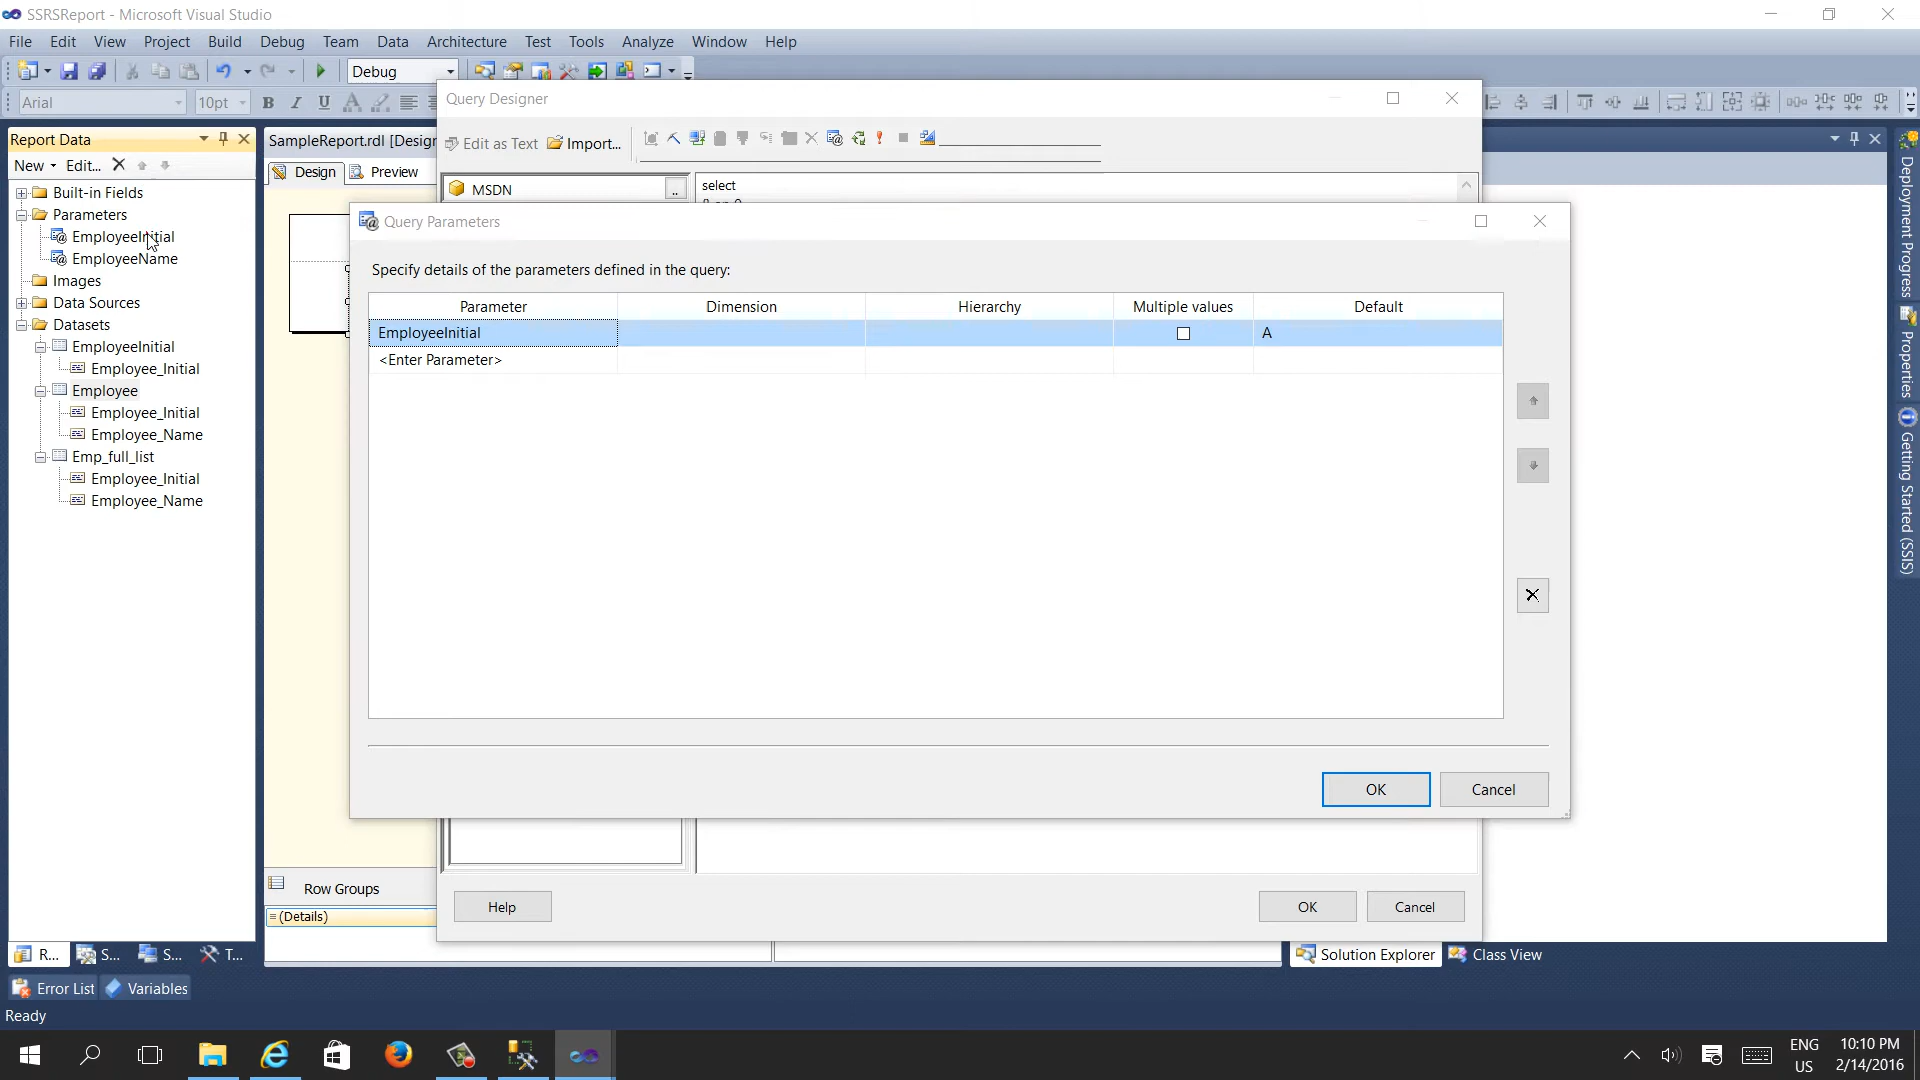 SSRSReport - Microsoft Visual Studio
File Edit View Project Build Debug Team Data Architecture Test Tools Analyze Window Help
Debug
Arial 10pt B I U A
Query Designer
Report Data
SampleReport.rdl [Design
Edit as Text Import...
New Edit...
Design Preview
MSDN ..
select
Built-in Fields
Parameters
EmployeeInitial
EmployeeName
Images
Data Sources
Datasets
EmployeeInitial
Employee_Initial
Employee
Employee_Initial
Employee_Name
Emp_full_list
Employee_Initial
Employee_Name
Query Parameters
Specify details of the parameters defined in the query:
Parameter Dimension Hierarchy Multiple values Default
EmployeeInitial A
<Enter Parameter>
OK Cancel
Row Groups
(Details)
Help OK Cancel
Deployment Progress
Properties
Getting Started (SSIS)
R... S... S... T...
Solution Explorer Class View
Error List Variables
Ready
ENG
US
10:10 PM
2/14/2016